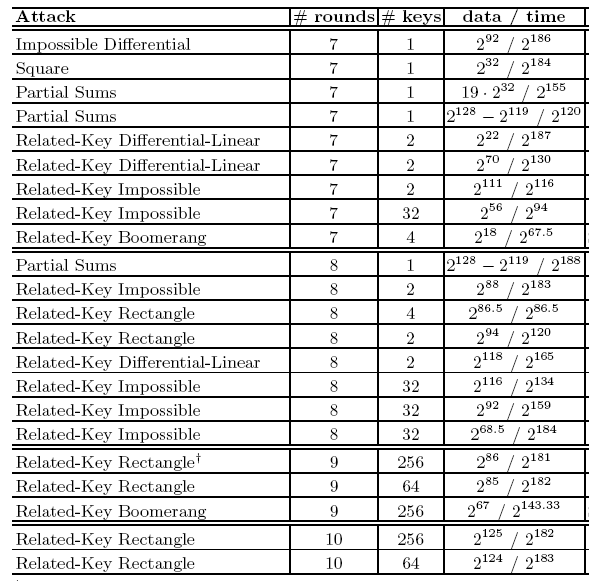 Attack # rounds # keys data / time
Impossible Differential 7 1 2^92 / 2^186
Square 7 1 2^32 / 2^184
Partial Sums 7 1 19 · 2^32 / 2^155
Partial Sums 7 1 2^128 − 2^119 / 2^120
Related-Key Differential-Linear 7 2 2^22 / 2^187
Related-Key Differential-Linear 7 2 2^70 / 2^130
Related-Key Impossible 7 2 2^111 / 2^116
Related-Key Impossible 7 32 2^56 / 2^94
Related-Key Boomerang 7 4 2^18 / 2^67.5
Partial Sums 8 1 2^128 − 2^119 / 2^188
Related-Key Impossible 8 2 2^88 / 2^183
Related-Key Rectangle 8 4 2^86.5 / 2^86.5
Related-Key Rectangle 8 2 2^94 / 2^120
Related-Key Differential-Linear 8 2 2^118 / 2^165
Related-Key Impossible 8 32 2^116 / 2^134
Related-Key Impossible 8 32 2^92 / 2^159
Related-Key Impossible 8 32 2^68.5 / 2^184
Related-Key Rectangle† 9 256 2^86 / 2^181
Related-Key Rectangle 9 64 2^85 / 2^182
Related-Key Boomerang 9 256 2^67 / 2^143.33
Related-Key Rectangle 10 256 2^125 / 2^182
Related-Key Rectangle 10 64 2^124 / 2^183